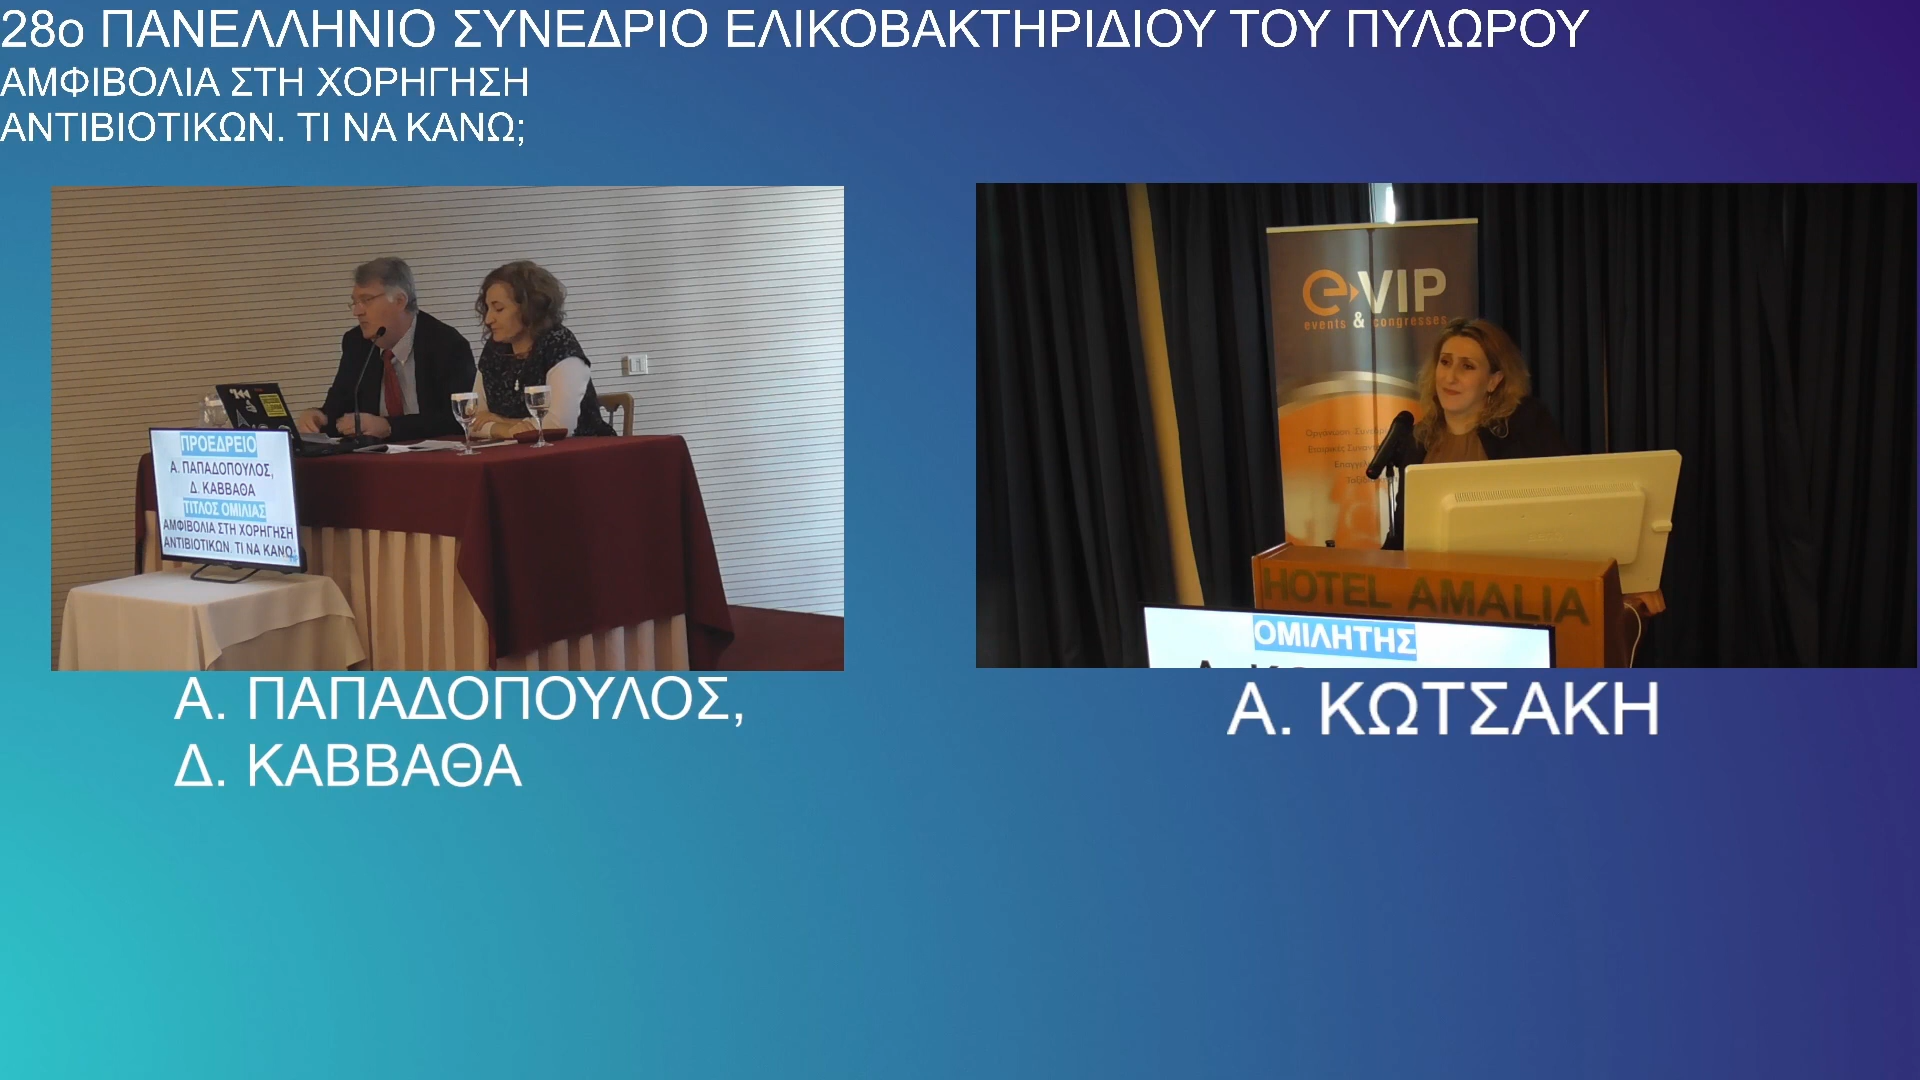 28ο ΠΑΝΕΛΛΗΝΙΟ ΣΥΝΕΔΡΙΟ ΕΛΙΚΟΒΑΚΤΗΡΙΔΙΟΥ ΤΟΥ ΠΥΛΩΡΟΥ
ΑΜΦΙΒΟΛΙΑ ΣΤΗ ΧΟΡΗΓΗΣΗ
ΑΝΤΙΒΙΟΤΙΚΩΝ. ΤΙ ΝΑ ΚΑΝΩ;
ΠΡΟΕΔΡΕΙΟ
Α. ΠΑΠΑΔΟΠΟΥΛΟΣ,
Δ. ΚΑΒΒΑΘΑ
ΤΙΤΛΟΣ ΟΜΙΛΙΑΣ
ΑΜΦΙΒΟΛΙΑ ΣΤΗ ΧΟΡΗΓΗΣΗ
ΑΝΤΙΒΙΟΤΙΚΩΝ. ΤΙ ΝΑ ΚΑΝΩ
e VIP
events & congresses
HOTEL AMALIA
ΟΜΙΛΗΤΗΣ
Α. ΠΑΠΑΔΟΠΟΥΛΟΣ,
Δ. ΚΑΒΒΑΘΑ
Α. ΚΩΤΣΑΚΗ